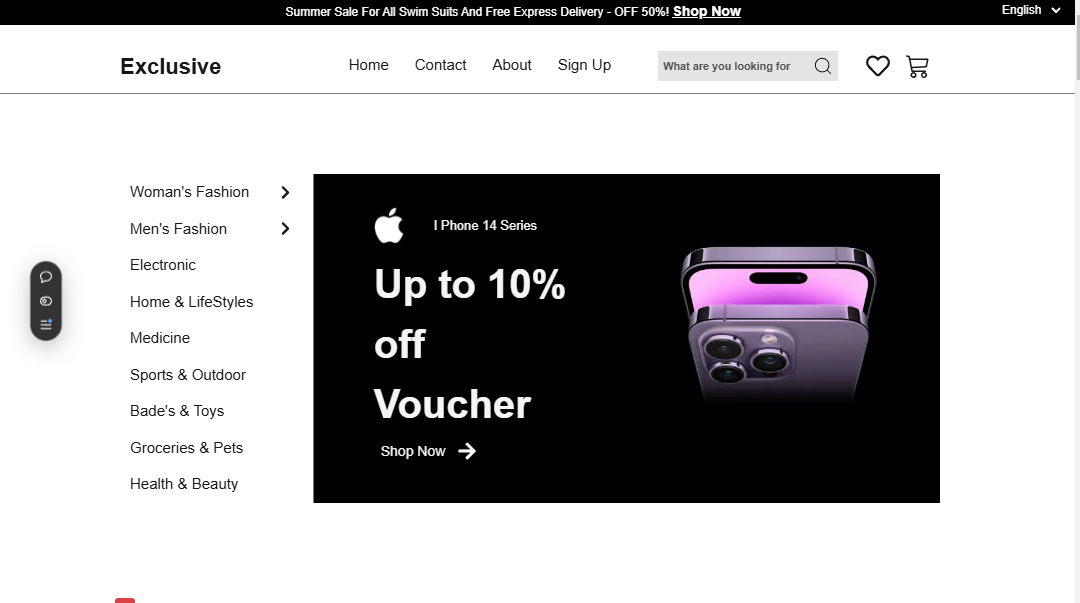 Summer Sale For All Swim Suits And Free Express Delivery - OFF 50%! Shop Now
English
Exclusive
Home
Contact
About
Sign Up
What are you looking for
Woman's Fashion
Men's Fashion
Electronic
Home & LifeStyles
Medicine
Sports & Outdoor
Bade's & Toys
Groceries & Pets
Health & Beauty
I Phone 14 Series
Up to 10%
off
Voucher
Shop Now